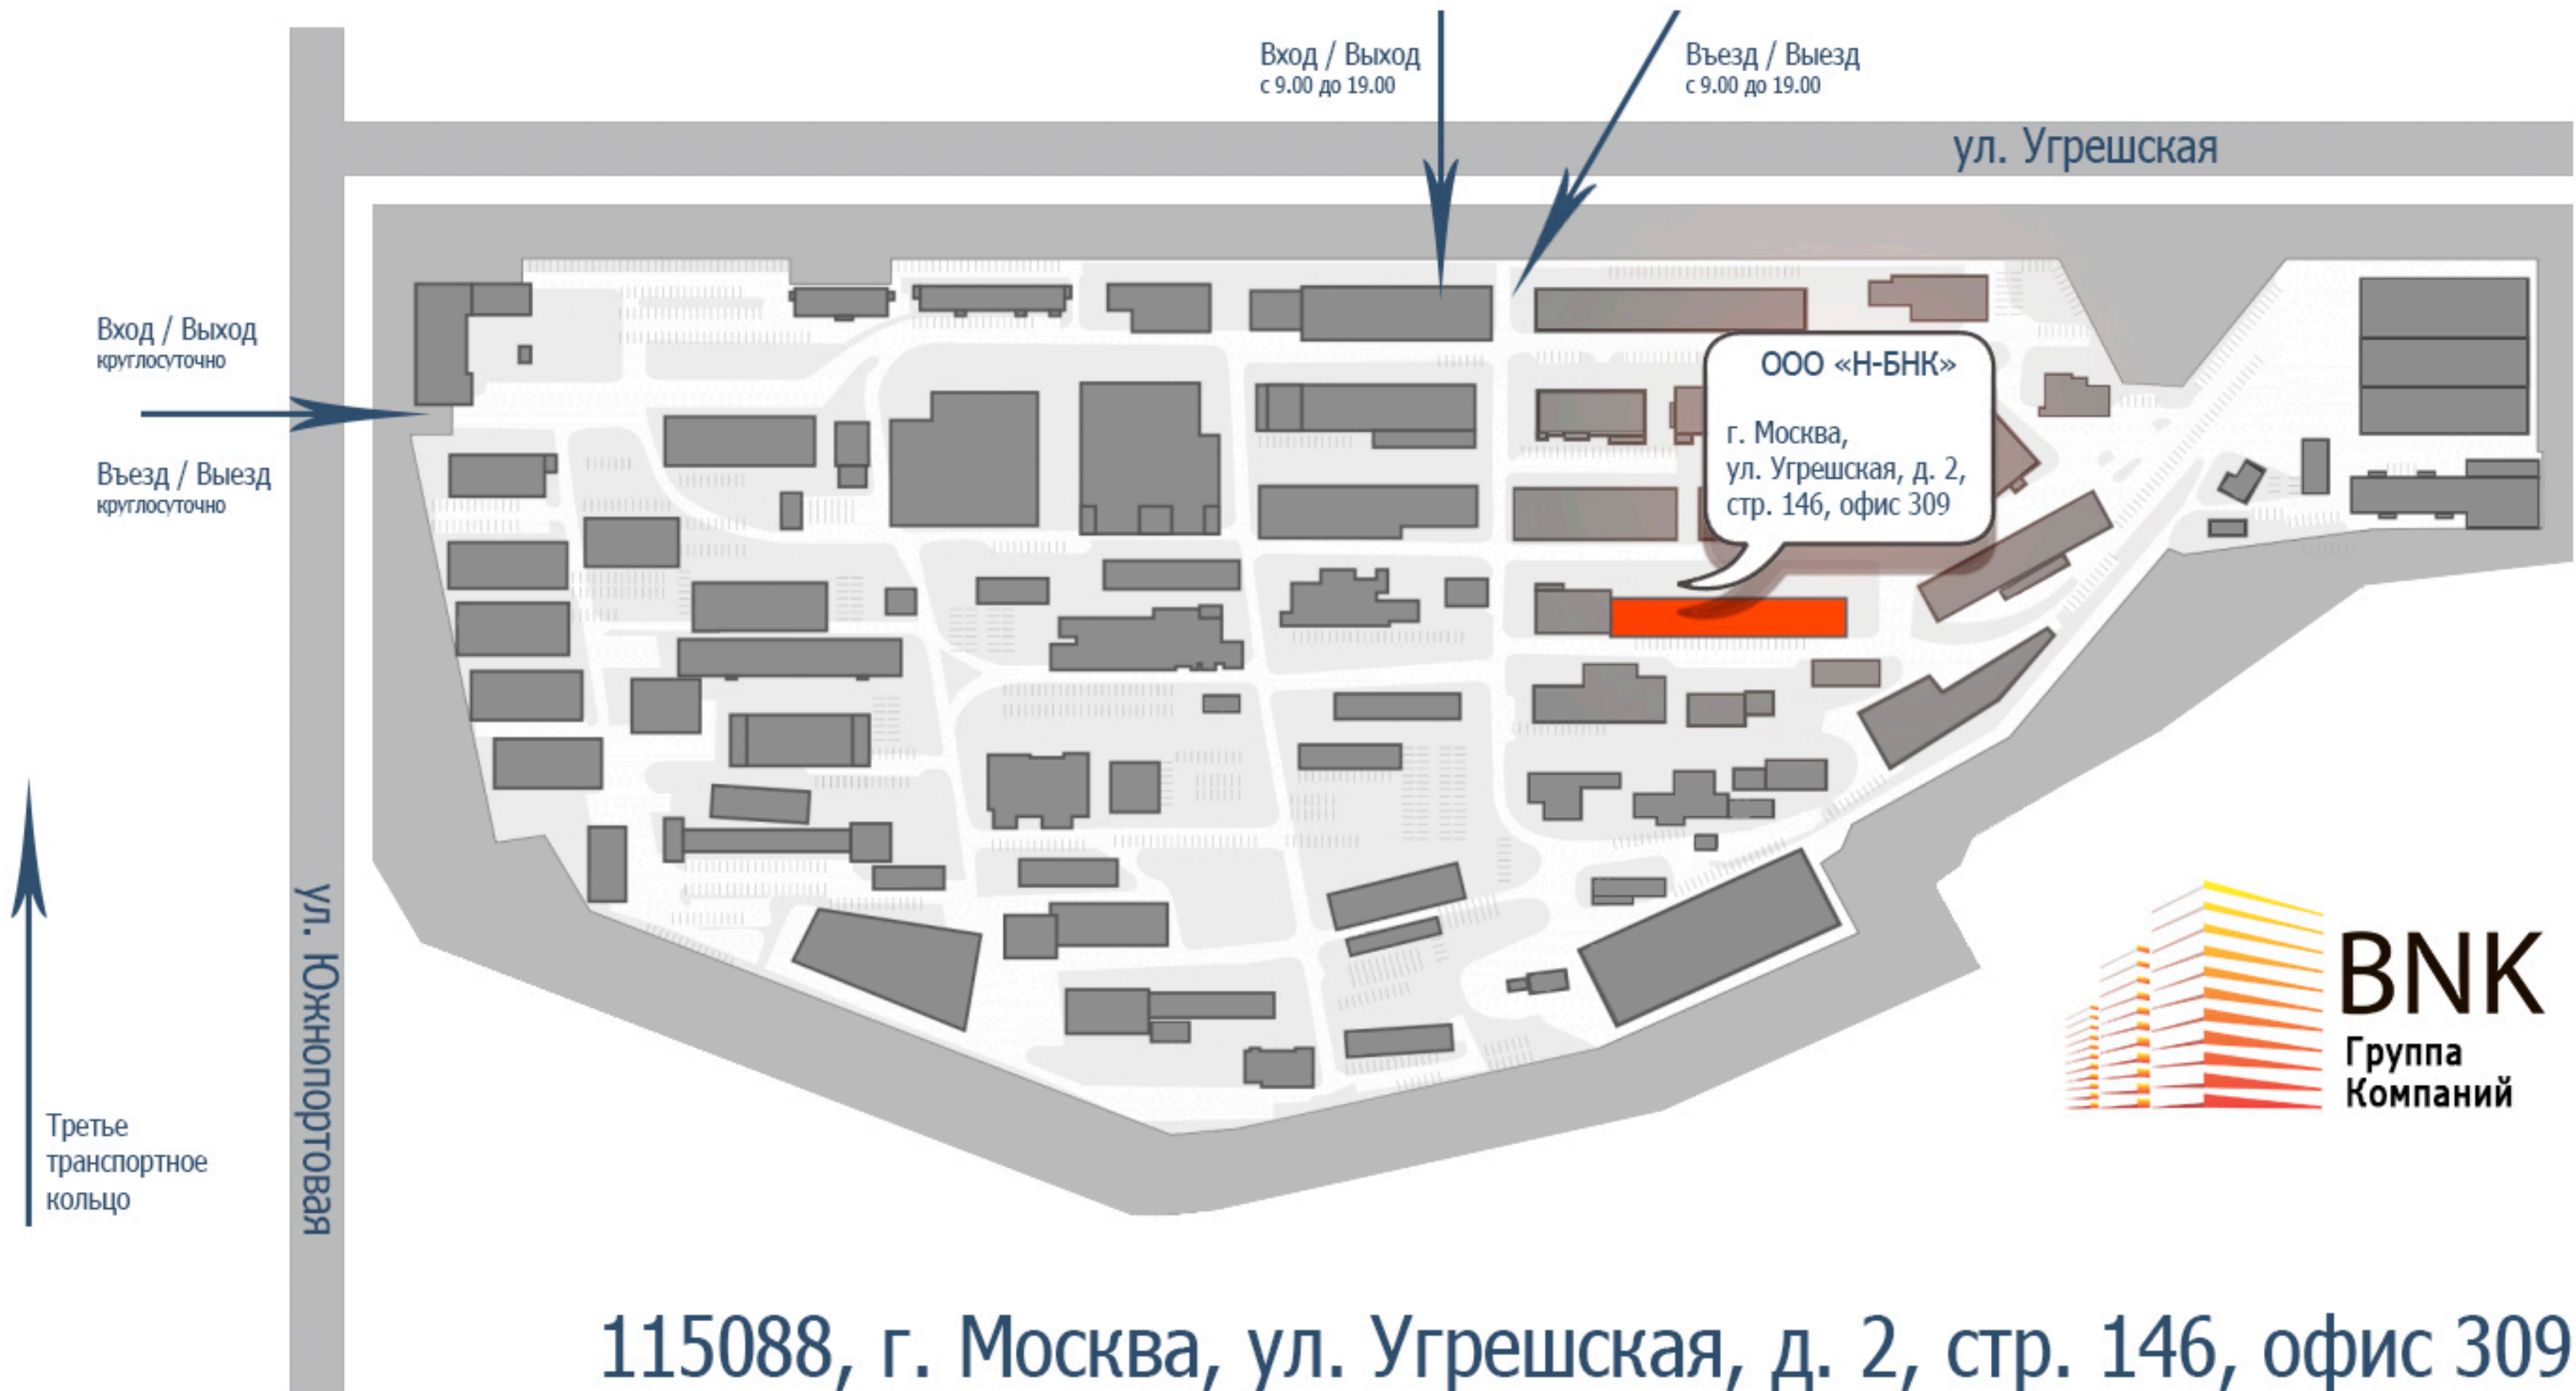 Вход / Выход
с 9.00 до 19.00
Въезд / Выезд
с 9.00 до 19.00
ул. Угрешская
Вход / Выход
круглосуточно
Въезд / Выезд
круглосуточно
ООО «Н-БНК»
г. Москва,
ул. Угрешская, д. 2,
стр. 146, офис 309
ул. Южнопортовая
Третье
транспортное
кольцо
BNK
Группа
Компаний
115088, г. Москва, ул. Угрешская, д. 2, стр. 146, офис 309